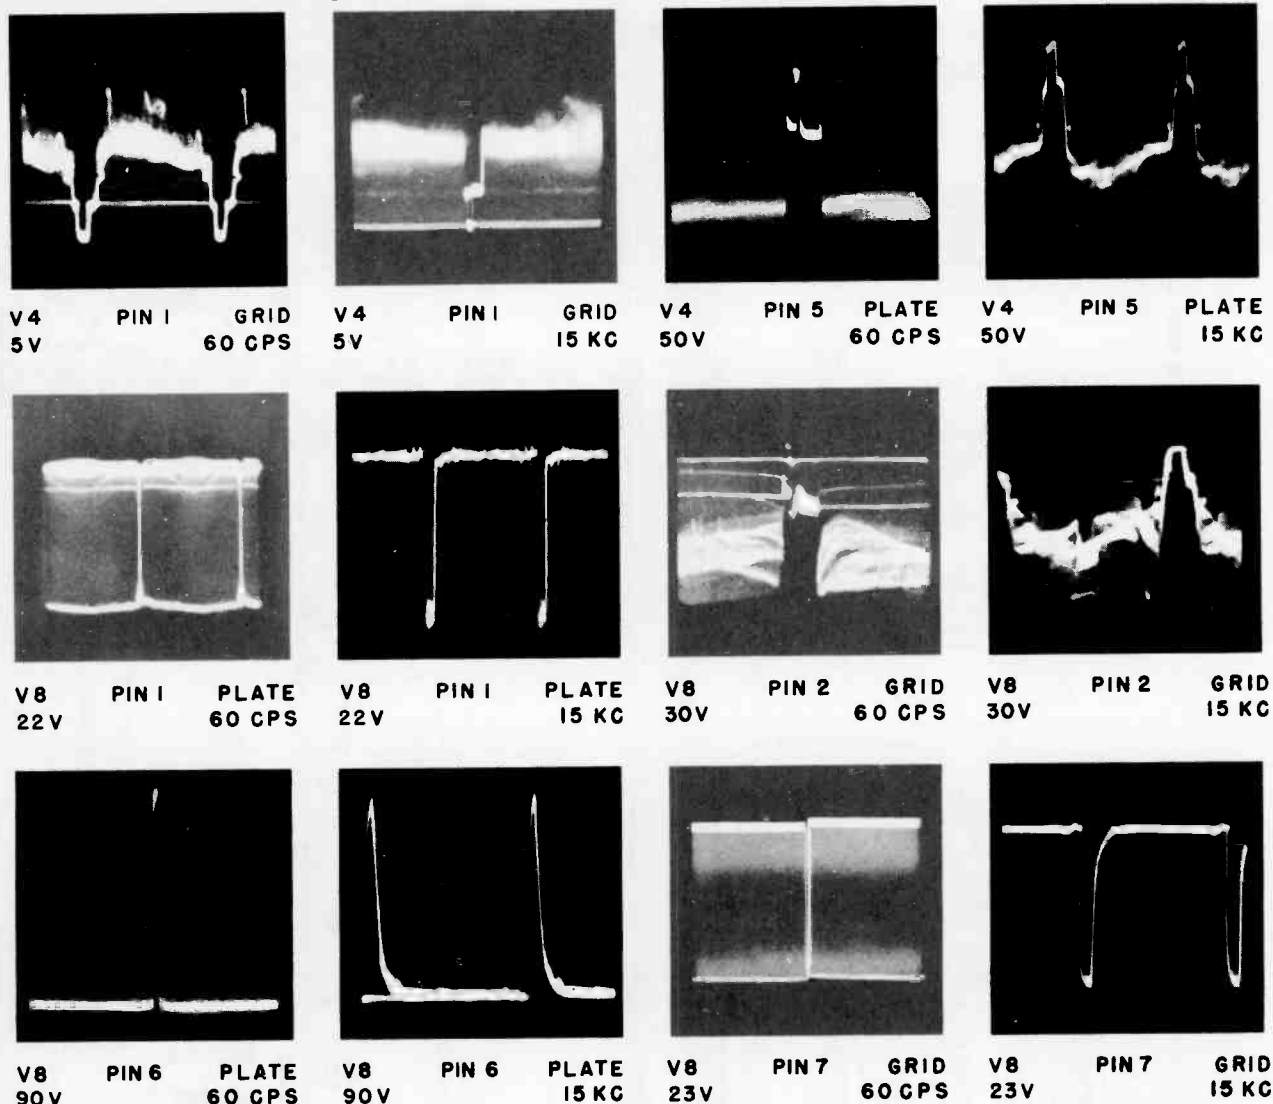 V4 PIN 1 GRID
5V 60 CPS
V4 PIN 1 GRID
5V 15 KC
V4 PIN 5 PLATE
50V 60 CPS
V4 PIN 5 PLATE
50V 15 KC
V8 PIN 1 PLATE
22V 60 CPS
V8 PIN 1 PLATE
22V 15 KC
V8 PIN 2 GRID
30V 60 CPS
V8 PIN 2 GRID
30V 15 KC
V8 PIN 6 PLATE
90V 60 CPS
V8 PIN 6 PLATE
90V 15 KC
V8 PIN 7 GRID
23V 60 CPS
V8 PIN 7 GRID
23V 15 KC